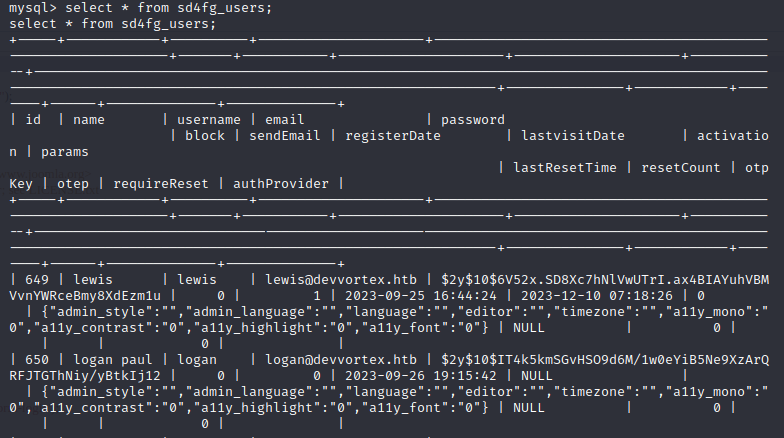 mysql> select * from sd4fg_users;
select * from sd4fg_users;
| id  | name       | username | email               | password
                    | block | sendEmail | registerDate        | lastvisitDate       | activatio
n | params
                                                             | lastResetTime | resetCount | otp
Key | otep | requireReset | authProvider |
| 649 | lewis      | lewis    | lewis@devvortex.htb | $2y$10$6V52x.SD8Xc7hNlVwUTrI.ax4BIAYuhVBM
VvnYWRceBmy8XdEzm1u |     0 |         1 | 2023-09-25 16:44:24 | 2023-12-10 07:18:26 | 0
  | {"admin_style":"","admin_language":"","language":"","editor":"","timezone":"","a11y_mono":"
0","a11y_contrast":"0","a11y_highlight":"0","a11y_font":"0"} | NULL          |          0 |
    |      |            0 |              |
| 650 | logan paul | logan    | logan@devvortex.htb | $2y$10$IT4k5kmSGvHSO9d6M/1w0eYiB5Ne9XzArQ
RFJTGThNiy/yBtkIj12 |     0 |         0 | 2023-09-26 19:15:42 | NULL                |
  | {"admin_style":"","admin_language":"","language":"","editor":"","timezone":"","a11y_mono":"
0","a11y_contrast":"0","a11y_highlight":"0","a11y_font":"0"} | NULL          |          0 |
    |      |            0 |              |